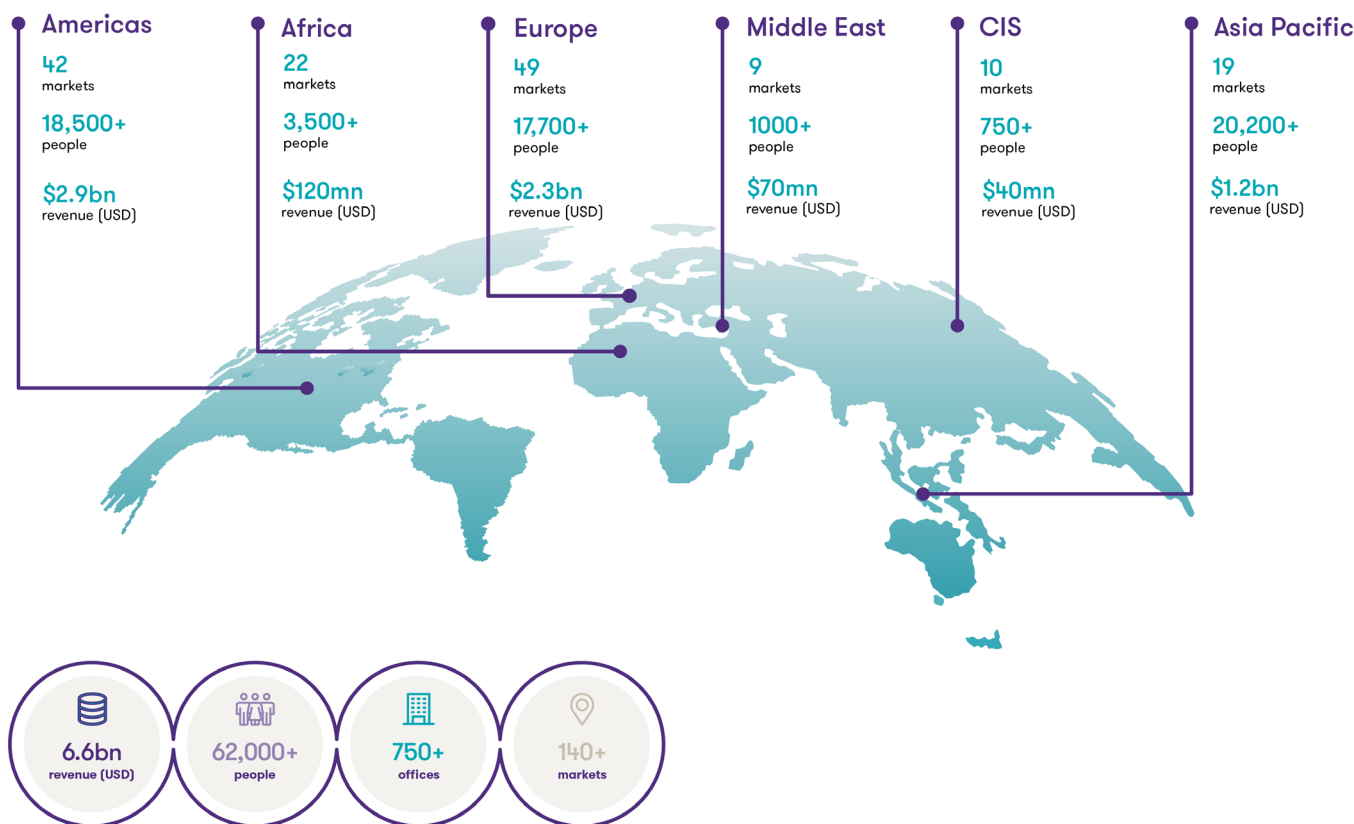 Americas
42
markets
18,500+
people
$2.9bn
revenue (USD)
Africa
22
markets
3,500+
people
$120mn
revenue (USD)
Europe
49
markets
17,700+
people
$2.3bn
revenue (USD)
Middle East
9
markets
1000+
people
$70mn
revenue (USD)
CIS
10
markets
750+
people
$40mn
revenue (USD)
Asia Pacific
19
markets
20,200+
people
$1.2bn
revenue (USD)
6.6bn
revenue (USD)
62,000+
people
750+
offices
140+
markets